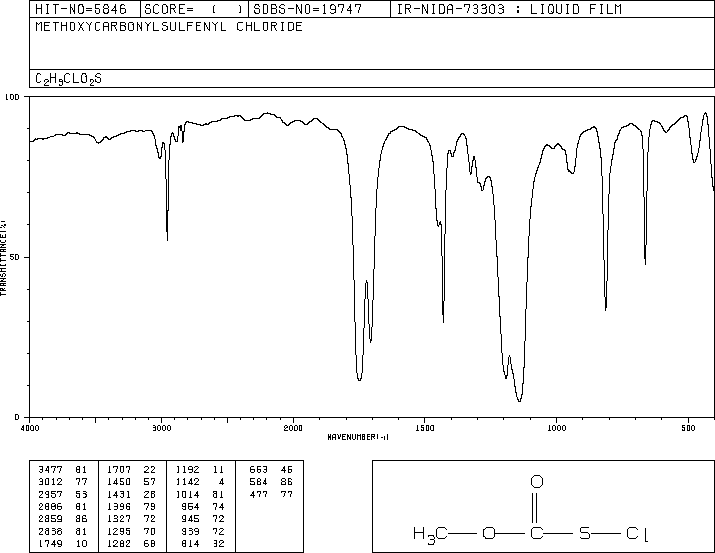 HIT-NO=5846 SCORE= ( ) SDBS-NO=19747 IR-NIDA-73303 : LIQUID FILM
METHOXYCARBONYLSULFENYL CHLORIDE
C2H3CLO2S
100
50
0
TRANSMITTANCE(%)
4000 3000 2000 1500 1000 500
WAVENUMBER(-1)
3477 81 1707 22 1192 11 663 46
3012 77 1450 57 1142 4 584 86
2957 53 1431 28 1014 81 477 77
2886 81 1396 79 954 74
2859 86 1327 72 945 72
2838 81 1295 70 939 72
1749 10 1282 68 814 32
O
H3C O C S Cl